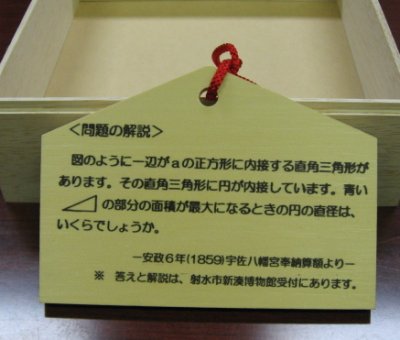 <問題の解説>
図のように一辺がaの正方形に内接する直角三角形が
あります。その直角三角形に円が内接しています。青い
の部分の面積が最大になるときの円の直径は、
いくらでしょうか。
ー安政6年(1859)宇佐八幡宮奉納算額よりー
※ 答えと解説は、射水市新湊博物館受付にあります。